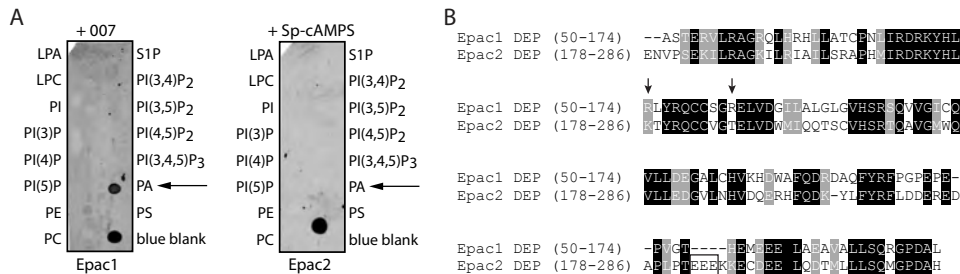 A
B
+ 007
LPA S1P
LPC PI(3,4)P2
PI PI(3,5)P2
PI(3)P PI(4,5)P2
PI(4)P PI(3,4,5)P3
PI(5)P PA
PE PS
PC blue blank
Epac1
+ Sp-cAMPS
LPA S1P
LPC PI(3,4)P2
PI PI(3,5)P2
PI(3)P PI(4,5)P2
PI(4)P PI(3,4,5)P3
PI(5)P PA
PE PS
PC blue blank
Epac2
Epac1 DEP (50-174) --ASTERVLRAGRQLHRHLLATCPNLIRDRKYHL
Epac2 DEP (178-286) ENVPSEKILRAGKILRIAILSRAPHMIRDRKYHL
Epac1 DEP (50-174) RLYRQCCSGRELVDGILALGLGVHSRSQVVGICQ
Epac2 DEP (178-286) KTYRQCCVGTELVDWMIQQTSCVHSRTQAVGMWQ
Epac1 DEP (50-174) VLLDEGALCHVKHDWAFQDRDAQFYRFPGPEPE-
Epac2 DEP (178-286) VLLEDGVLNHVDQERHFQDK-YLFYRFLDDERED
Epac1 DEP (50-174) -PVGT----HEMEEELAEAVALLSQRGPDAL
Epac2 DEP (178-286) APLPTEEEKKECDEELQDTMLLLSQMGPDAH